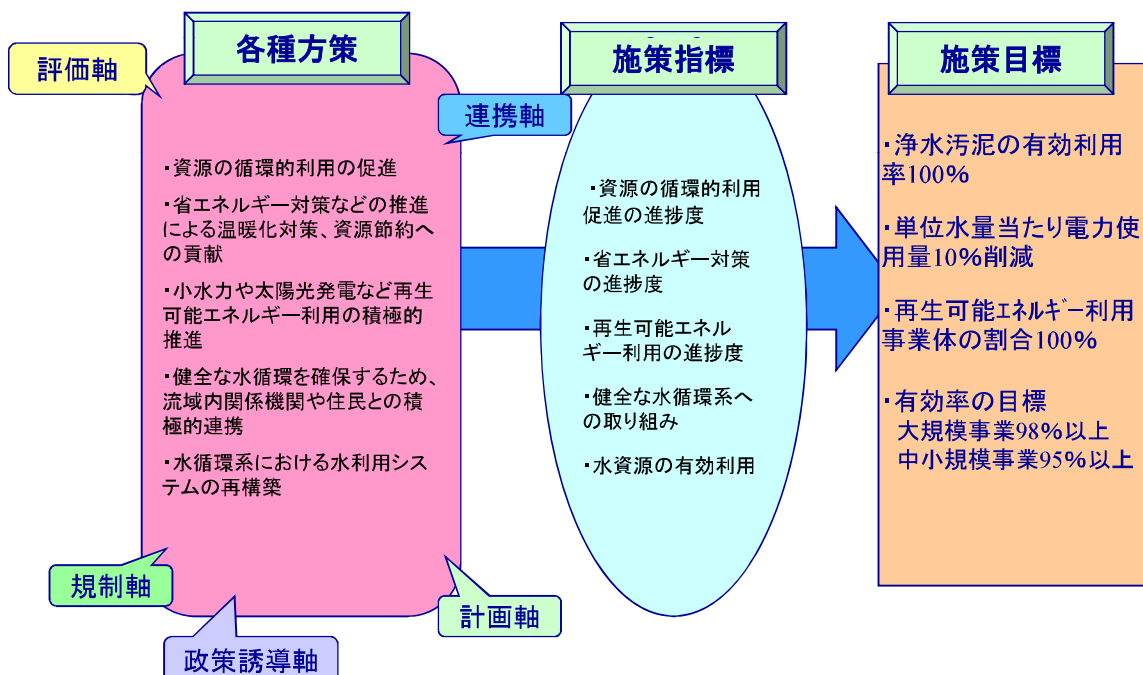 各種方策
評価軸
連携軸
・資源の循環的利用の促進
・省エネルギー対策などの推進
による温暖化対策、資源節約へ
の貢献
・小水力や太陽光発電など再生
可能エネルギー利用の積極的
推進
・健全な水循環を確保するため、
流域内関係機関や住民との積
極的連携
・水循環系における水利用シス
テムの再構築
規制軸
計画軸
政策誘導軸
施策指標
・資源の循環的利用
促進の進捗度
・省エネルギー対策
の進捗度
・再生可能エネル
ギー利用の進捗度
・健全な水循環系へ
の取り組み
・水資源の有効利用
施策目標
・浄水汚泥の有効利用
率100%
・単位水量当たり電力使
用量10%削減
・再生可能ｴﾈﾙｷﾞｰ利用
事業体の割合100%
・有効率の目標
大規模事業98%以上
中小規模事業95%以上